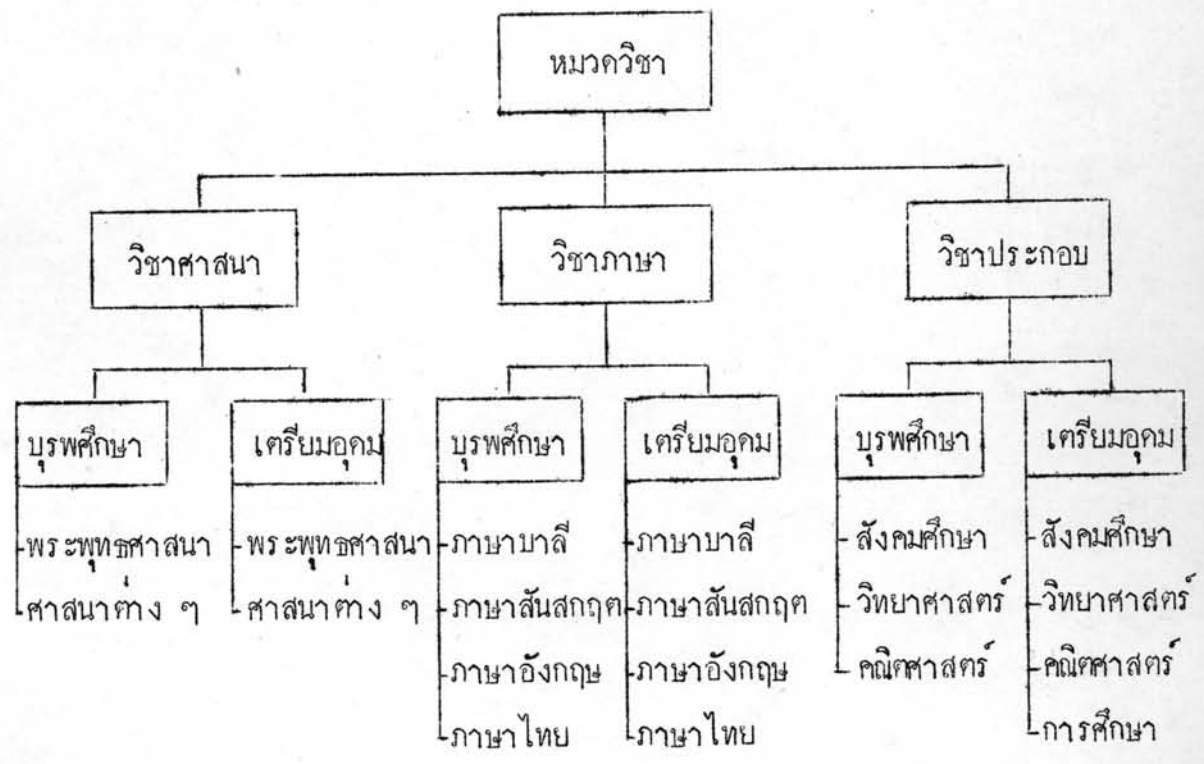 หมวดวิชา
วิชาศาสนา
วิชาภาษา
วิชาประกอบ
บุรพศึกษา
เตรียมอุดม
บุรพศึกษา
เตรียมอุดม
บุรพศึกษา
เตรียมอุดม
-พระพุทธศาสนา
-ศาสนาต่าง ๆ
-พระพุทธศาสนา
-ศาสนาต่าง ๆ
-ภาษาบาลี
-ภาษาสันสกฤต
-ภาษาอังกฤษ
-ภาษาไทย
-ภาษาบาลี
-ภาษาสันสกฤต
-ภาษาอังกฤษ
-ภาษาไทย
-สังคมศึกษา
-วิทยาศาสตร์
-คณิตศาสตร์
-สังคมศึกษา
-วิทยาศาสตร์
-คณิตศาสตร์
-การศึกษา